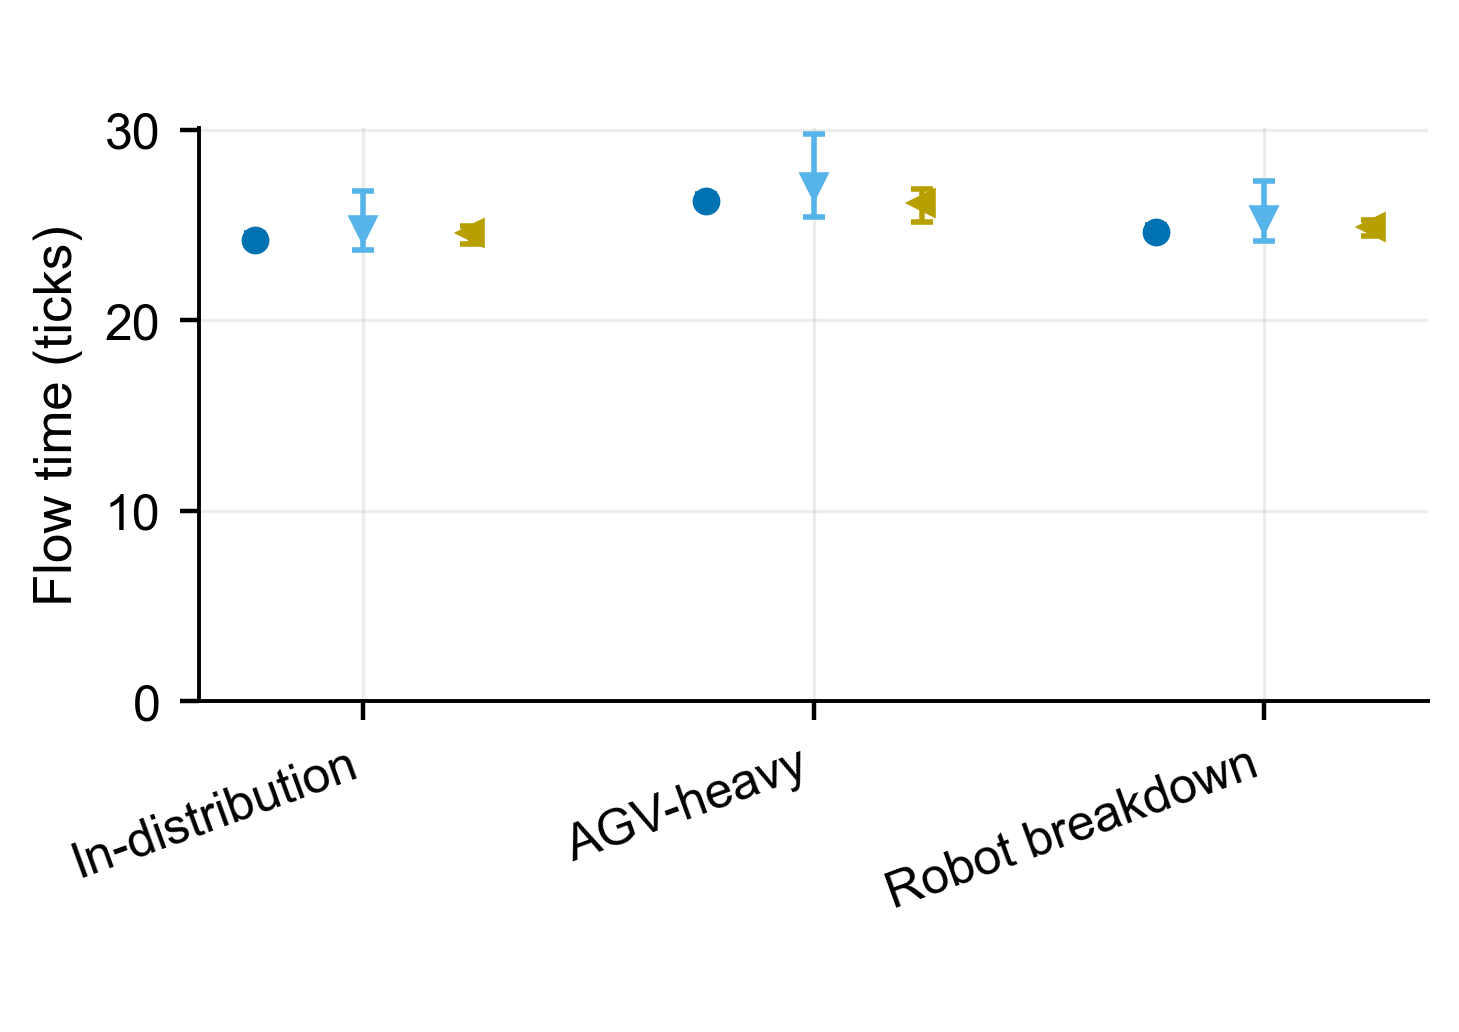 30
20
10
0
Flow time (ticks)
In-distribution
AGV-heavy
Robot breakdown